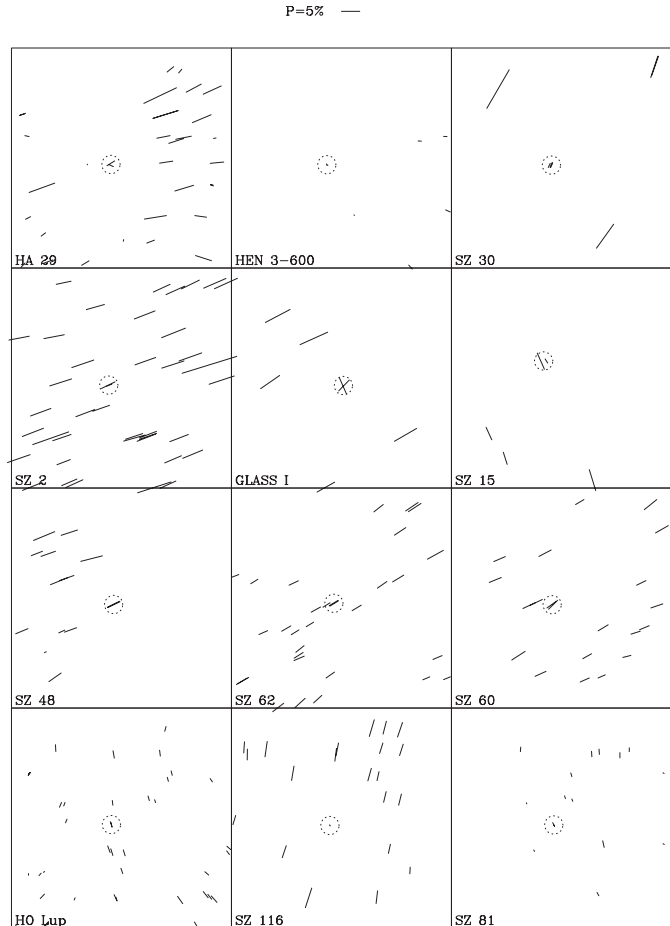 P=5%
HA 29
HEN 3-600
SZ 30
SZ 2
GLASS I
SZ 15
SZ 48
SZ 62
SZ 60
HO Lup
SZ 116
SZ 81